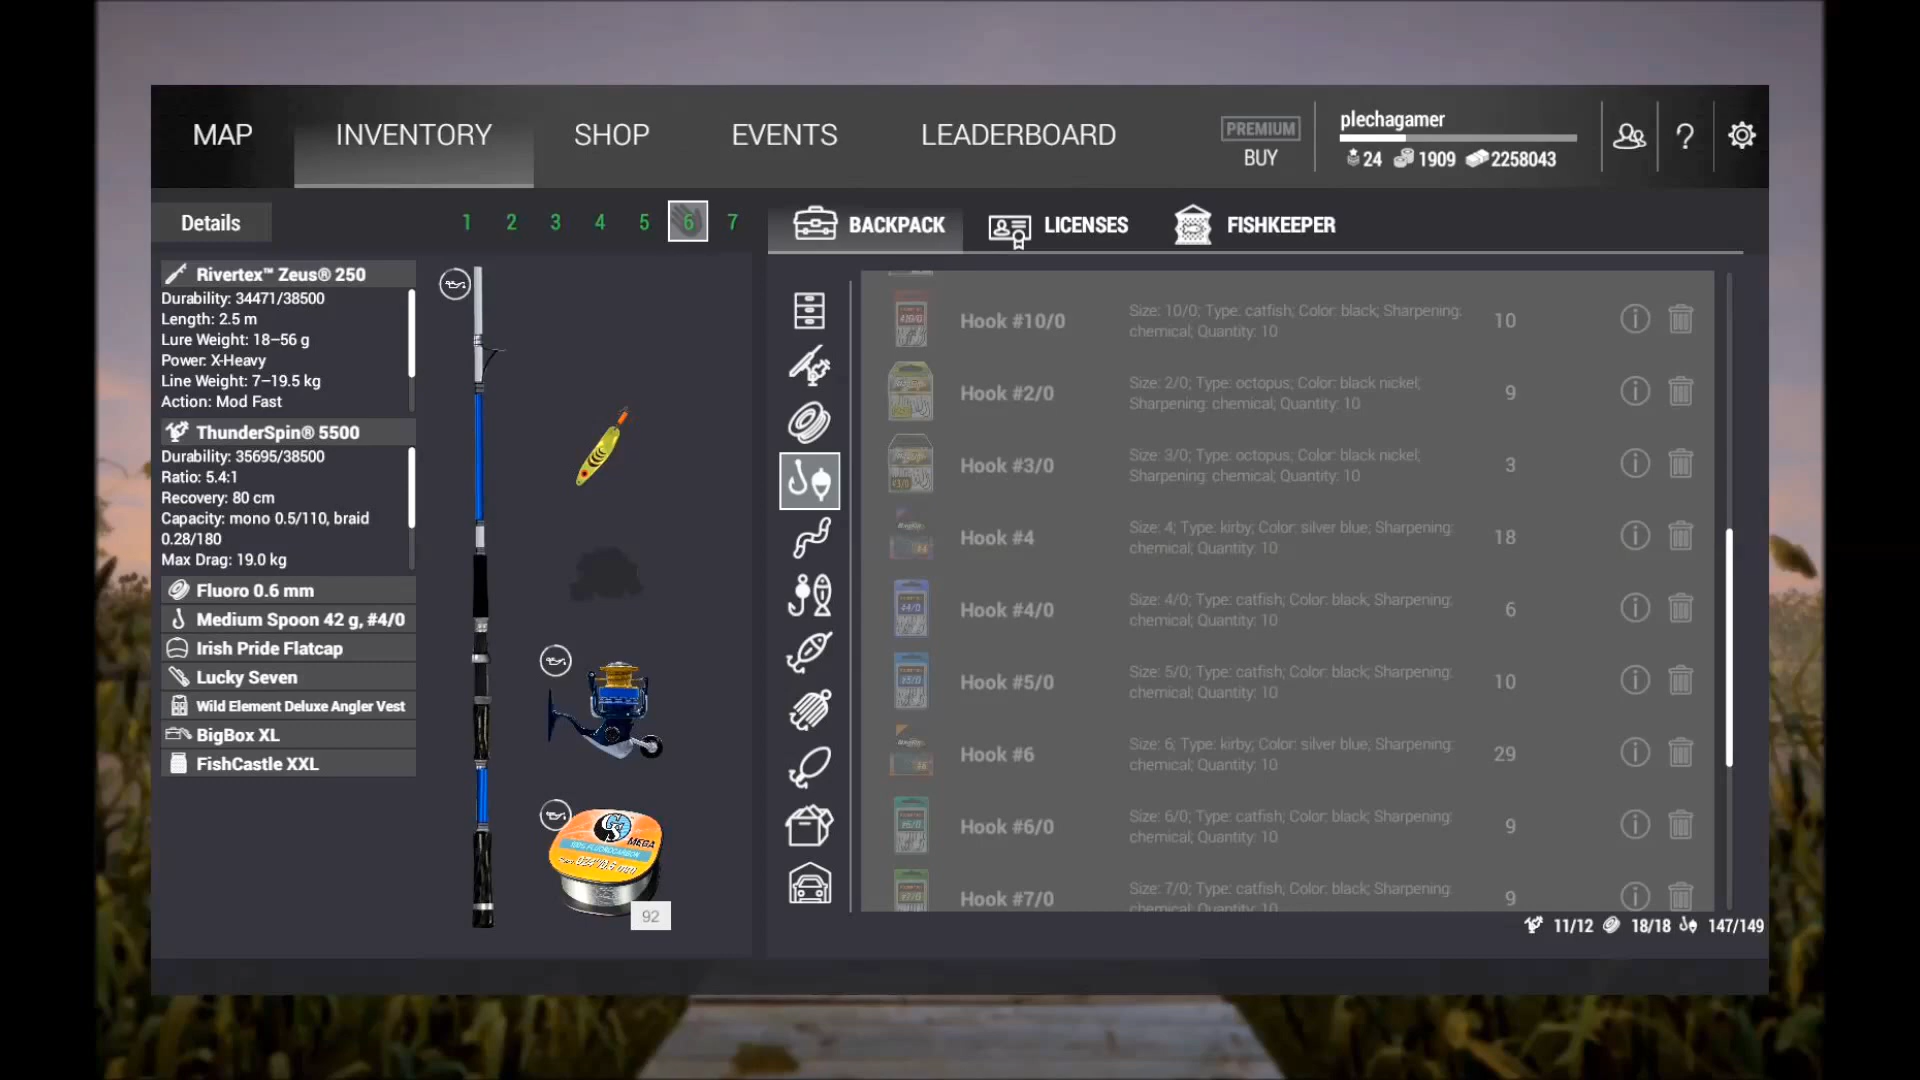 MAP INVENTORY SHOP EVENTS LEADERBOARD PREMIUM BUY plechagamer 24 1909 2258043 ?
Details 1 2 3 4 5 6 7
BACKPACK LICENSES FISHKEEPER
Rivertex™ Zeus® 250
Durability: 34471/38500
Length: 2.5 m
Lure Weight: 18–56 g
Power: X-Heavy
Line Weight: 7–19.5 kg
Action: Mod Fast
ThunderSpin® 5500
Durability: 35695/38500
Ratio: 5.4:1
Recovery: 80 cm
Capacity: mono 0.5/110, braid
0.28/180
Max Drag: 19.0 kg
Fluoro 0.6 mm
Medium Spoon 42 g, #4/0
Irish Pride Flatcap
Lucky Seven
Wild Element Deluxe Angler Vest
BigBox XL
FishCastle XXL
MEGA
100% FLUOROCARBON
92
Hook #10/0 Size: 10/0; Type: catfish; Color: black; Sharpening: 10
chemical; Quantity: 10
Hook #2/0 Size: 2/0; Type: octopus; Color: black nickel; 9
Sharpening: chemical; Quantity: 10
Hook #3/0 Size: 3/0; Type: octopus; Color: black nickel; 3
Sharpening: chemical; Quantity: 10
Hook #4 Size: 4; Type: kirby; Color: silver blue; Sharpening: 18
chemical; Quantity: 10
Hook #4/0 Size: 4/0; Type: catfish; Color: black; Sharpening: 6
chemical; Quantity: 10
Hook #5/0 Size: 5/0; Type: catfish; Color: black; Sharpening: 10
chemical; Quantity: 10
Hook #6 Size: 6; Type: kirby; Color: silver blue; Sharpening: 29
chemical; Quantity: 10
Hook #6/0 Size: 6/0; Type: catfish; Color: black; Sharpening: 9
chemical; Quantity: 10
Hook #7/0 Size: 7/0; Type: catfish; Color: black; Sharpening: 9
chemical; Quantity: 10
11/12 18/18 147/149